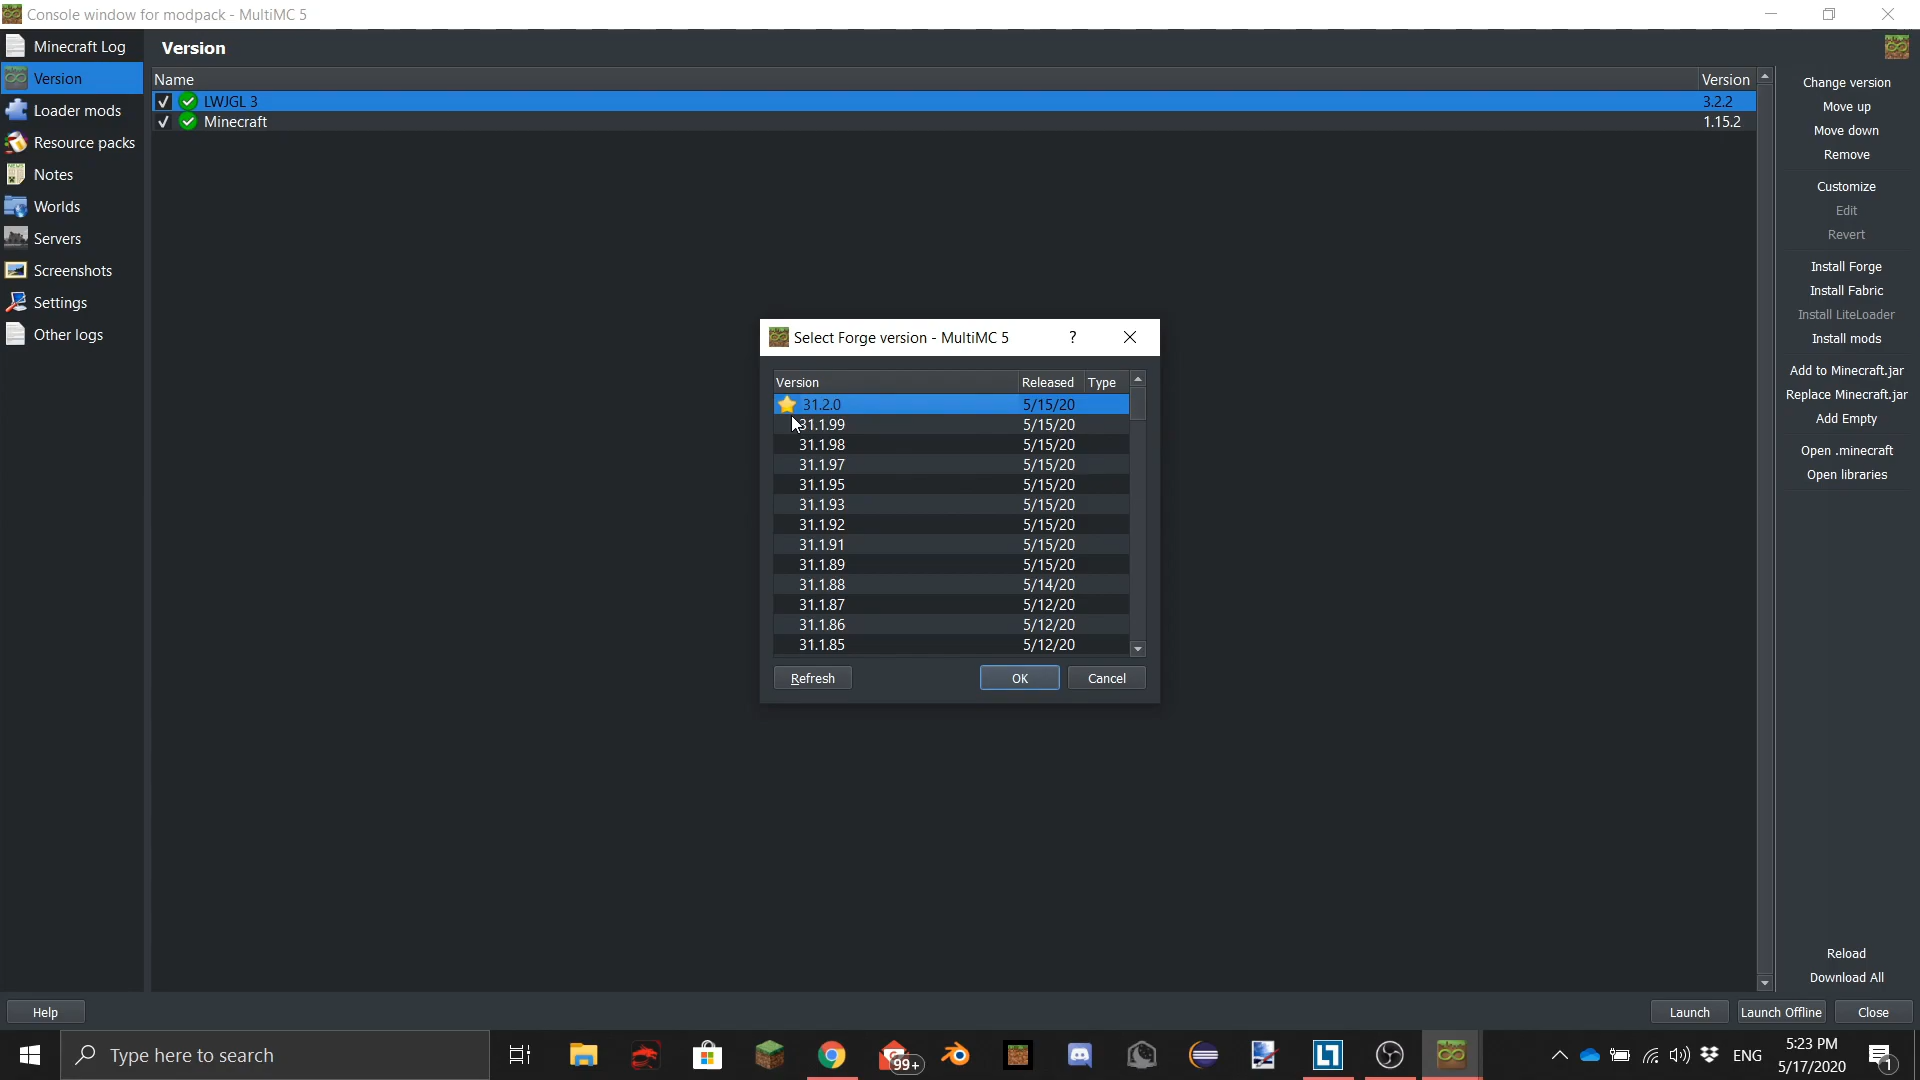 Console window for modpack - MultiMC 5
Minecraft Log
Version
Loader mods
Resource packs
Notes
Worlds
Servers
Screenshots
Settings
Other logs
Version
Name Version
LWJGL 3 3.2.2
Minecraft 1.15.2
Change version
Move up
Move down
Remove
Customize
Edit
Revert
Install Forge
Install Fabric
Install LiteLoader
Install mods
Add to Minecraft.jar
Replace Minecraft.jar
Add Empty
Open .minecraft
Open libraries
Reload
Download All
Select Forge version - MultiMC 5 ?
Version Released Type
31.2.0 5/15/20
31.1.99 5/15/20
31.1.98 5/15/20
31.1.97 5/15/20
31.1.95 5/15/20
31.1.93 5/15/20
31.1.92 5/15/20
31.1.91 5/15/20
31.1.89 5/15/20
31.1.88 5/14/20
31.1.87 5/12/20
31.1.86 5/12/20
31.1.85 5/12/20
Refresh OK Cancel
Help Launch Launch Offline Close
Type here to search 99+ ENG 5:23 PM
5/17/2020 1